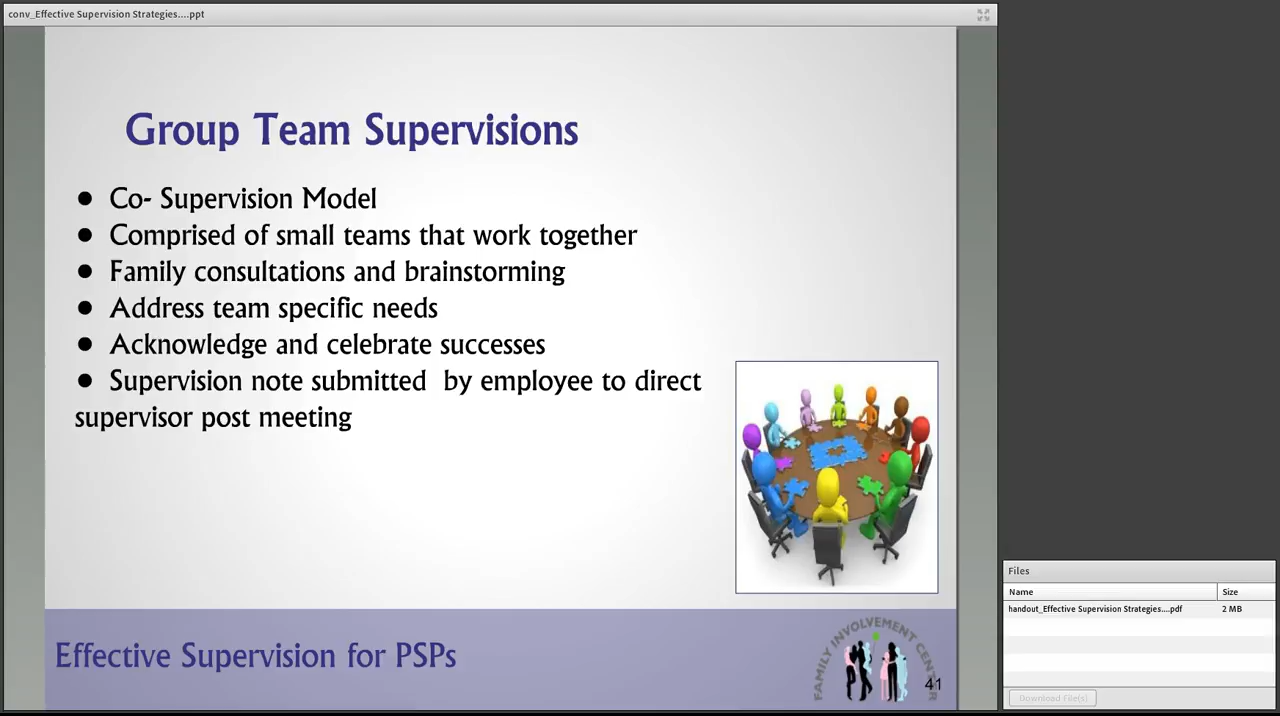 conv_Effective Supervision Strategies....ppt
Group Team Supervisions
● Co- Supervision Model
● Comprised of small teams that work together
● Family consultations and brainstorming
● Address team specific needs
● Acknowledge and celebrate successes
● Supervision note submitted  by employee to direct
supervisor post meeting
Effective Supervision for PSPs
FAMILY INVOLVEMENT
41
Files
Name Size
handout_Effective Supervision Strategies....pdf 2 MB
Download File(s)